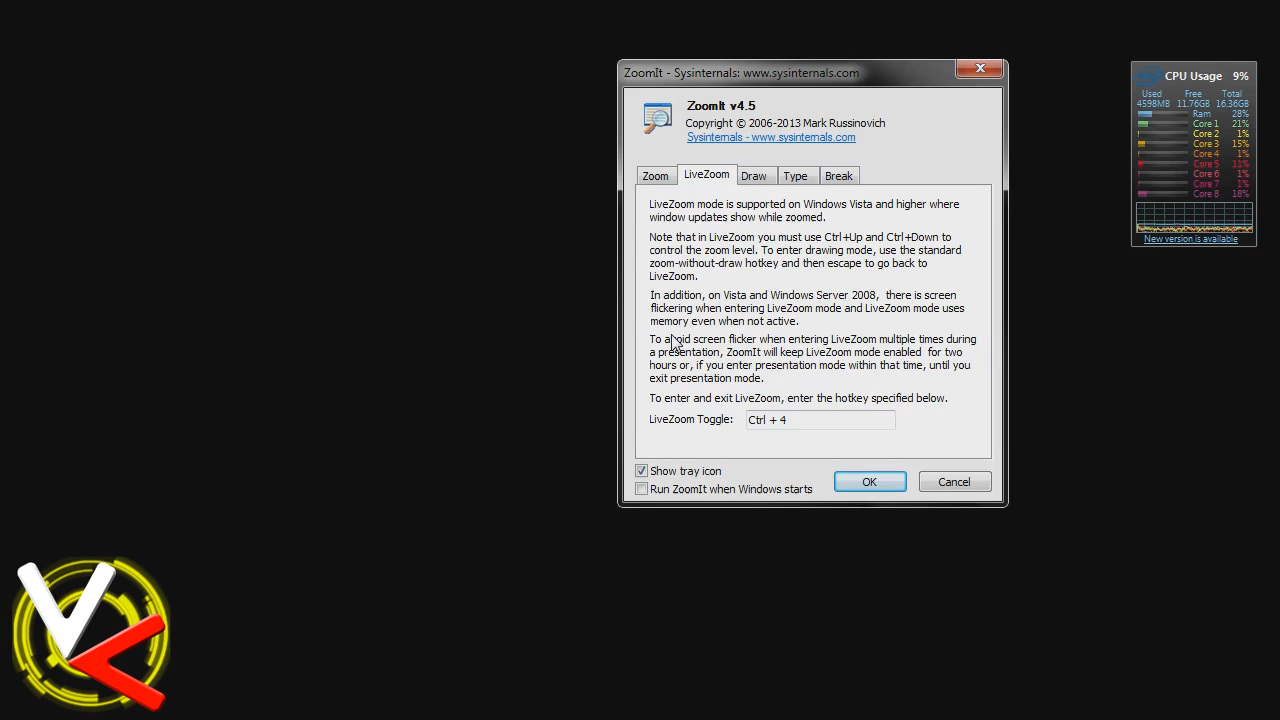 ZoomIt - Sysinternals: www.sysinternals.com
ZoomIt v4.5
Copyright © 2006-2013 Mark Russinovich
Sysinternals - www.sysinternals.com
Zoom LiveZoom Draw Type Break
LiveZoom mode is supported on Windows Vista and higher where
window updates show while zoomed.
Note that in LiveZoom you must use Ctrl+Up and Ctrl+Down to
control the zoom level. To enter drawing mode, use the standard
zoom-without-draw hotkey and then escape to go back to
LiveZoom.
In addition, on Vista and Windows Server 2008, there is screen
flickering when entering LiveZoom mode and LiveZoom mode uses
memory even when not active.
To avoid screen flicker when entering LiveZoom multiple times during
a presentation, ZoomIt will keep LiveZoom mode enabled for two
hours or, if you enter presentation mode within that time, until you
exit presentation mode.
To enter and exit LiveZoom, enter the hotkey specified below.
LiveZoom Toggle: Ctrl + 4
Show tray icon
Run ZoomIt when Windows starts
OK Cancel
CPU Usage 9%
Used Free Total
4598MB 11.76GB 16.36GB
Ram 28%
Core 1 21%
Core 2 1%
Core 3 15%
Core 4 1%
Core 5 11%
Core 6 1%
Core 7 1%
Core 8 18%
New version is available